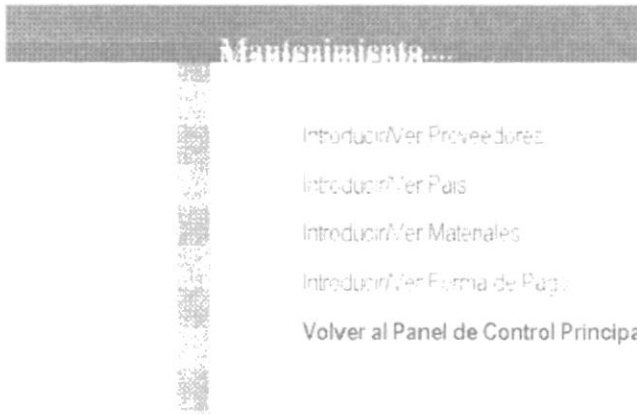 Mantenimiento....
Introducir/Ver Proveedores
Introducir/Ver Pais
Introducir/Ver Materiales
Introducir/Ver Forma de Pago
Volver al Panel de Control Principa